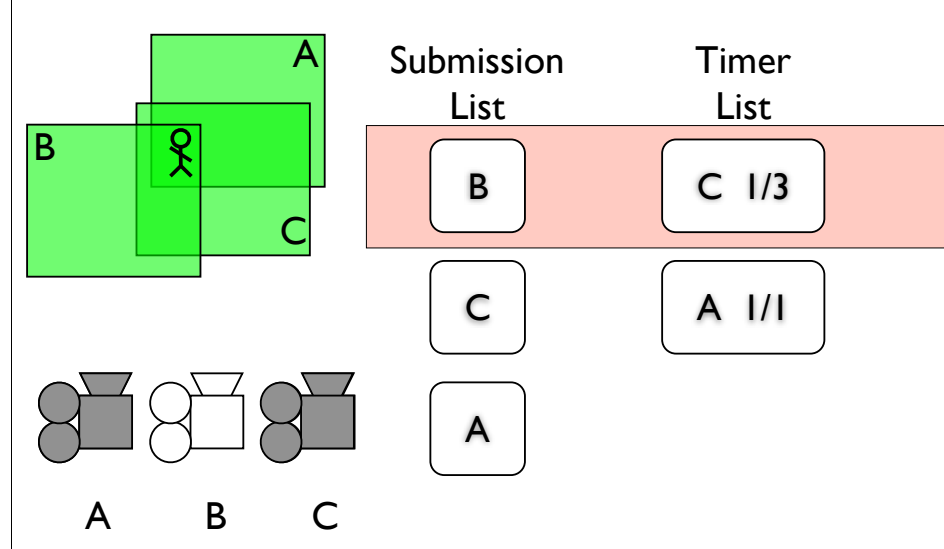 A
B
C
Submission
List
Timer
List
B
C 1/3
C
A 1/1
A
A B C